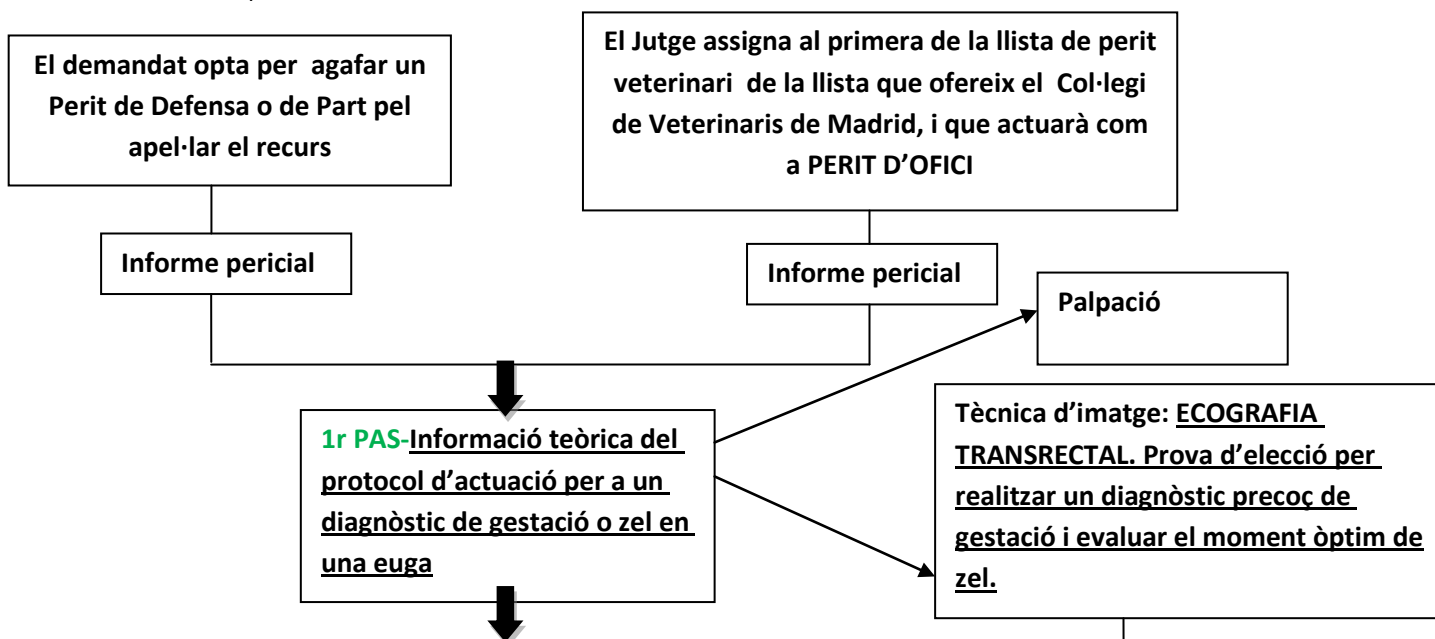 El demandat opta per agafar un
Perit de Defensa o de Part pel
apel·lar el recurs
El Jutge assigna al primera de la llista de perit
veterinari de la llista que ofereix el Col·legi
de Veterinaris de Madrid, i que actuarà com
a PERIT D’OFICI
Informe pericial
Informe pericial
Palpació
1r PAS-Informació teòrica del
protocol d’actuació per a un
diagnòstic de gestació o zel en
una euga
Tècnica d’imatge: ECOGRAFIA
TRANSRECTAL. Prova d’elecció per
realitzar un diagnòstic precoç de
gestació i evaluar el moment òptim de
zel.